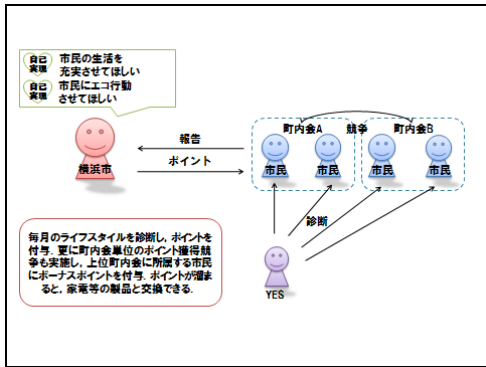 自己
実現
市民の生活を
充実させてほしい
自己
実現
市民にエコ行動
させてほしい
町内会A 競争 町内会B
報告
ポイント
横浜市
市民 市民 市民 市民
診断
毎月のライフスタイルを診断し，ポイントを
付与．更に町内会単位のポイント獲得競
争も実施し，上位町内会に所属する市民
にボーナスポイントを付与．ポイントが溜ま
ると，家電等の製品と交換できる．
YES